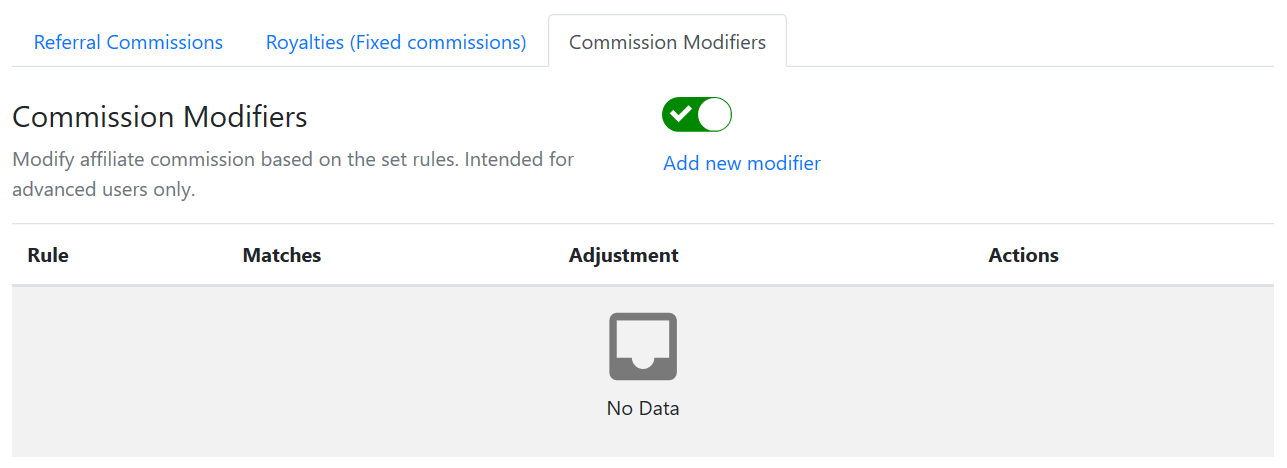 Referral Commissions Royalties (Fixed commissions) Commission Modifiers
Commission Modifiers
Modify affiliate commission based on the set rules. Intended for
advanced users only.
Add new modifier
Rule Matches Adjustment Actions
No Data